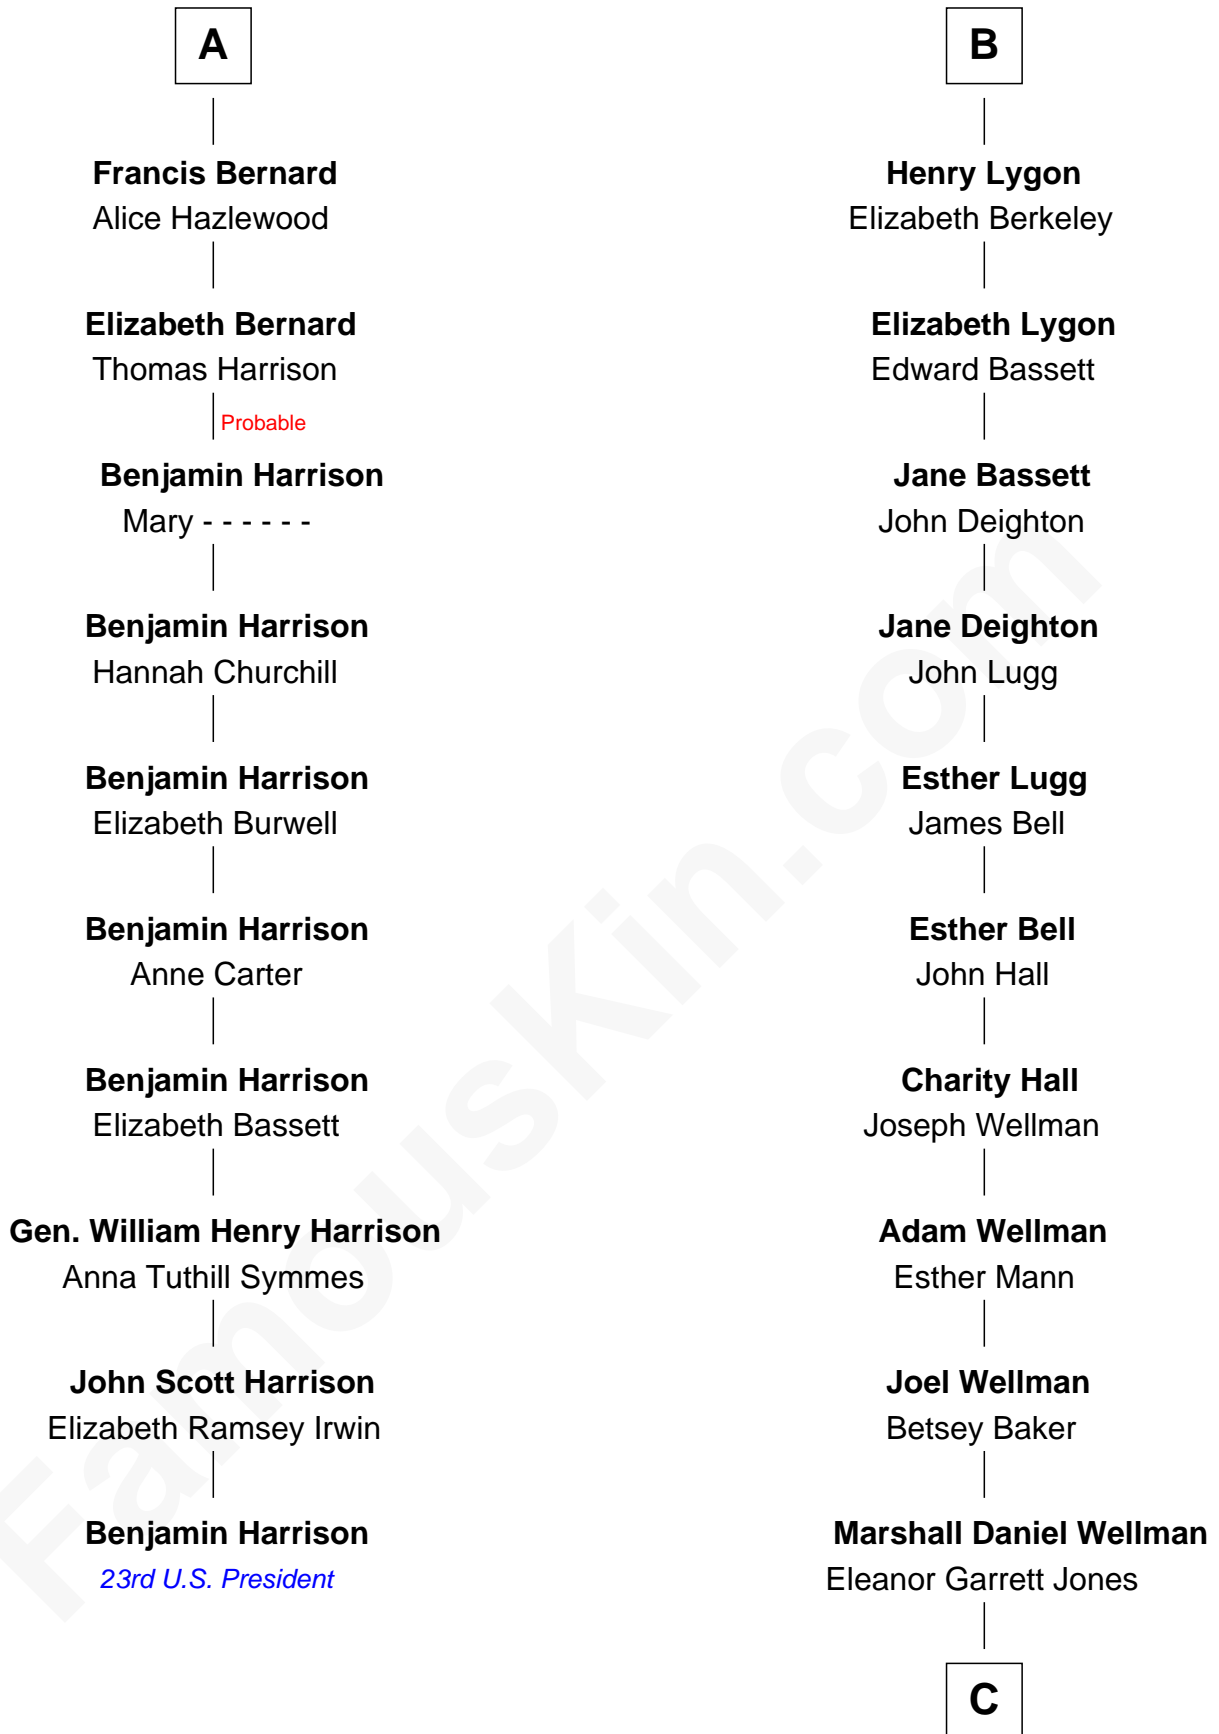 A
Francis Bernard
Alice Hazlewood
Elizabeth Bernard
Thomas Harrison
Probable
Benjamin Harrison
Mary - - - - - -
Benjamin Harrison
Hannah Churchill
Benjamin Harrison
Elizabeth Burwell
Benjamin Harrison
Anne Carter
Benjamin Harrison
Elizabeth Bassett
Gen. William Henry Harrison
Anna Tuthill Symmes
John Scott Harrison
Elizabeth Ramsey Irwin
Benjamin Harrison
23rd U.S. President
B
Henry Lygon
Elizabeth Berkeley
Elizabeth Lygon
Edward Bassett
Jane Bassett
John Deighton
Jane Deighton
John Lugg
Esther Lugg
James Bell
Esther Bell
John Hall
Charity Hall
Joseph Wellman
Adam Wellman
Esther Mann
Joel Wellman
Betsey Baker
Marshall Daniel Wellman
Eleanor Garrett Jones
C
FamousKin.com